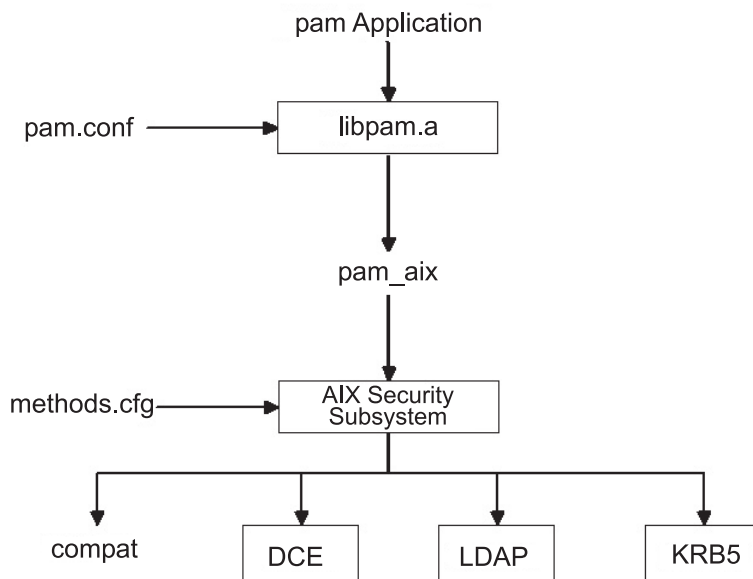 pam Application
pam.conf
libpam.a
pam_aix
methods.cfg
AIX Security
Subsystem
compat
DCE
LDAP
KRB5